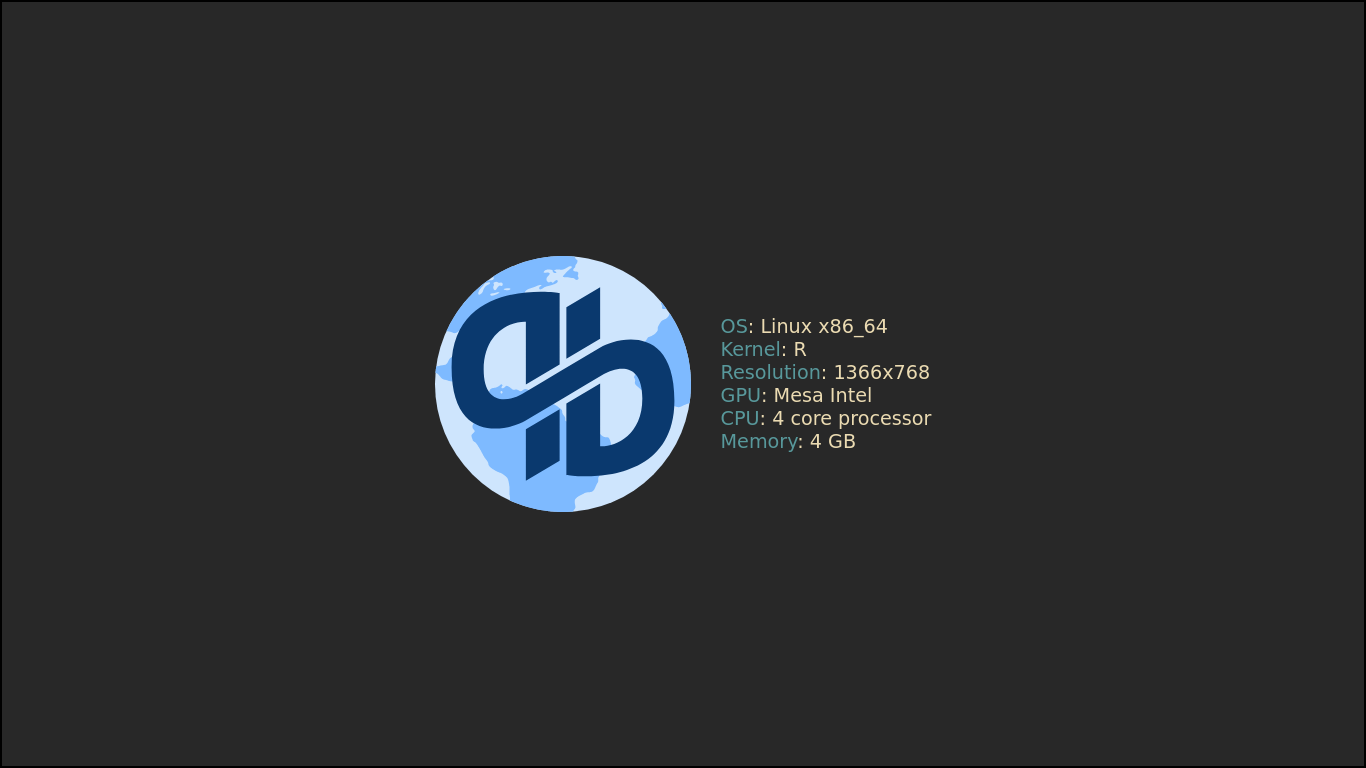 OS: Linux x86_64
Kernel: R
Resolution: 1366x768
GPU: Mesa Intel
CPU: 4 core processor
Memory: 4 GB